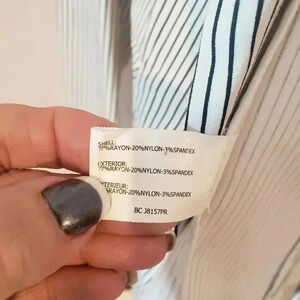 SHELL:
77%RAYON-20%NYLON-3%SPANDEX
EXTERIOR:
77%RAYON-20%NYLON-3%SPANDEX
EXTERIEUR:
RAYON-20%NYLON-3%SPANDEX
BC J8157PR